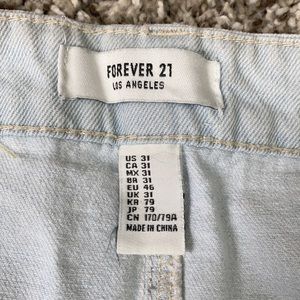 FOREVER 21
LOS ANGELES
US 31
CA 31
MX 31
BR 31
EU 46
UK 31
KR 79
JP 79
CN 170/79A
MADE IN CHINA